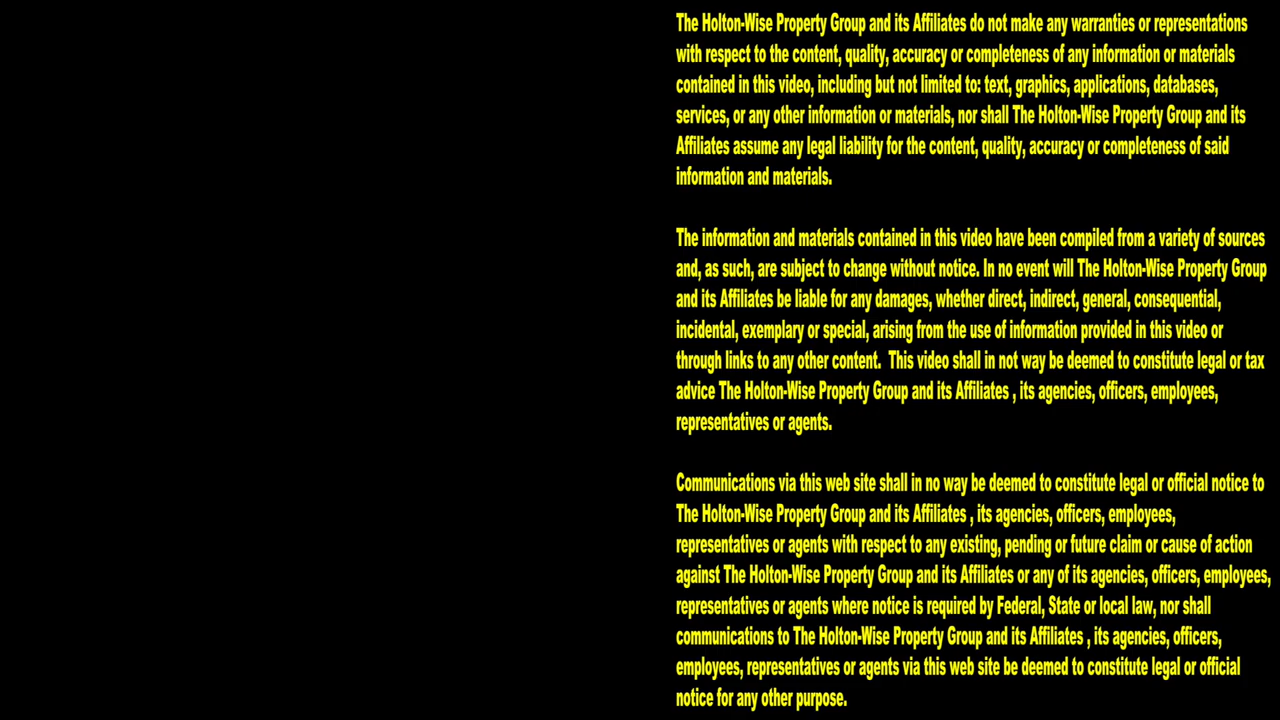 The Holton-Wise Property Group and its Affiliates do not make any warranties or representations
with respect to the content, quality, accuracy or completeness of any information or materials
contained in this video, including but not limited to: text, graphics, applications, databases,
services, or any other information or materials, nor shall The Holton-Wise Property Group and its
Affiliates assume any legal liability for the content, quality, accuracy or completeness of said
information and materials.
The information and materials contained in this video have been compiled from a variety of sources
and, as such, are subject to change without notice. In no event will The Holton-Wise Property Group
and its Affiliates be liable for any damages, whether direct, indirect, general, consequential,
incidental, exemplary or special, arising from the use of information provided in this video or
through links to any other content.  This video shall in not way be deemed to constitute legal or tax
advice The Holton-Wise Property Group and its Affiliates , its agencies, officers, employees,
representatives or agents.
Communications via this web site shall in no way be deemed to constitute legal or official notice to
The Holton-Wise Property Group and its Affiliates , its agencies, officers, employees,
representatives or agents with respect to any existing, pending or future claim or cause of action
against The Holton-Wise Property Group and its Affiliates or any of its agencies, officers, employees,
representatives or agents where notice is required by Federal, State or local law, nor shall
communications to The Holton-Wise Property Group and its Affiliates , its agencies, officers,
employees, representatives or agents via this web site be deemed to constitute legal or official
notice for any other purpose.